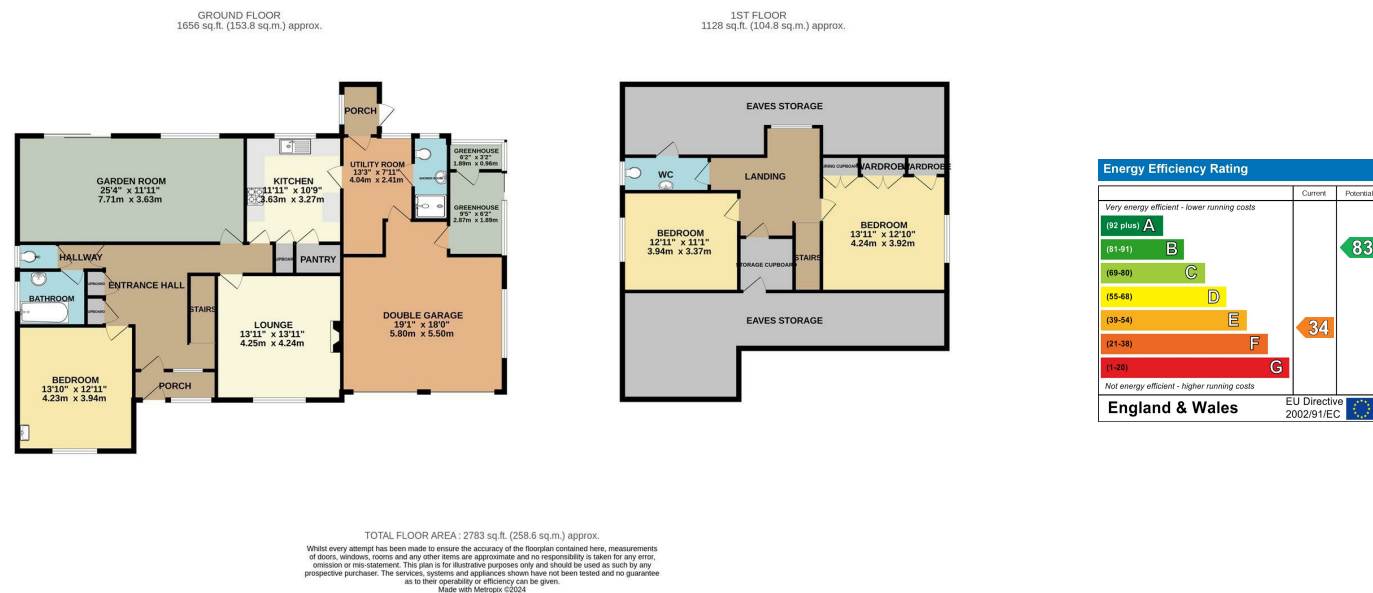 GROUND FLOOR
1656 sq.ft. (153.8 sq.m.) approx.
PORCH
GARDEN ROOM
25'4" x 11'11"
7.71m x 3.63m
KITCHEN
11'11" x 10'9"
3.63m x 3.27m
UTILITY ROOM
13'3" x 7'11"
4.04m x 2.41m
SHOWER ROOM
GREENHOUSE
6'2" x 3'2"
1.89m x 0.96m
GREENHOUSE
9'5" x 6'2"
2.87m x 1.89m
HALLWAY
PANTRY
BATHROOM
ENTRANCE HALL
STAIRS
LOUNGE
13'11" x 13'11"
4.25m x 4.24m
DOUBLE GARAGE
19'1" x 18'0"
5.80m x 5.50m
BEDROOM
13'10" x 12'11"
4.23m x 3.94m
PORCH
1ST FLOOR
1128 sq.ft. (104.8 sq.m.) approx.
EAVES STORAGE
WC
LANDING
WARDROBE
WARDROBE
BEDROOM
12'11" x 11'1"
3.94m x 3.37m
BEDROOM
13'11" x 12'10"
4.24m x 3.92m
STORAGE CUPBOARD
STAIRS
EAVES STORAGE
Energy Efficiency Rating
Current
Potential
Very energy efficient - lower running costs
(92 plus) A
(81-91) B
(69-80) C
(55-68) D
(39-54) E
(21-38) F
(1-20) G
83
34
Not energy efficient - higher running costs
England & Wales
EU Directive
2002/91/EC
TOTAL FLOOR AREA : 2783 sq.ft. (258.6 sq.m.) approx.
Whilst every attempt has been made to ensure the accuracy of the floorplan contained here, measurements
of doors, windows, rooms and any other items are approximate and no responsibility is taken for any error,
omission or mis-statement. This plan is for illustrative purposes only and should be used as such by any
prospective purchaser. The services, systems and appliances shown have not been tested and no guarantee
as to their operability or efficiency can be given.
Made with Metropix ©2024